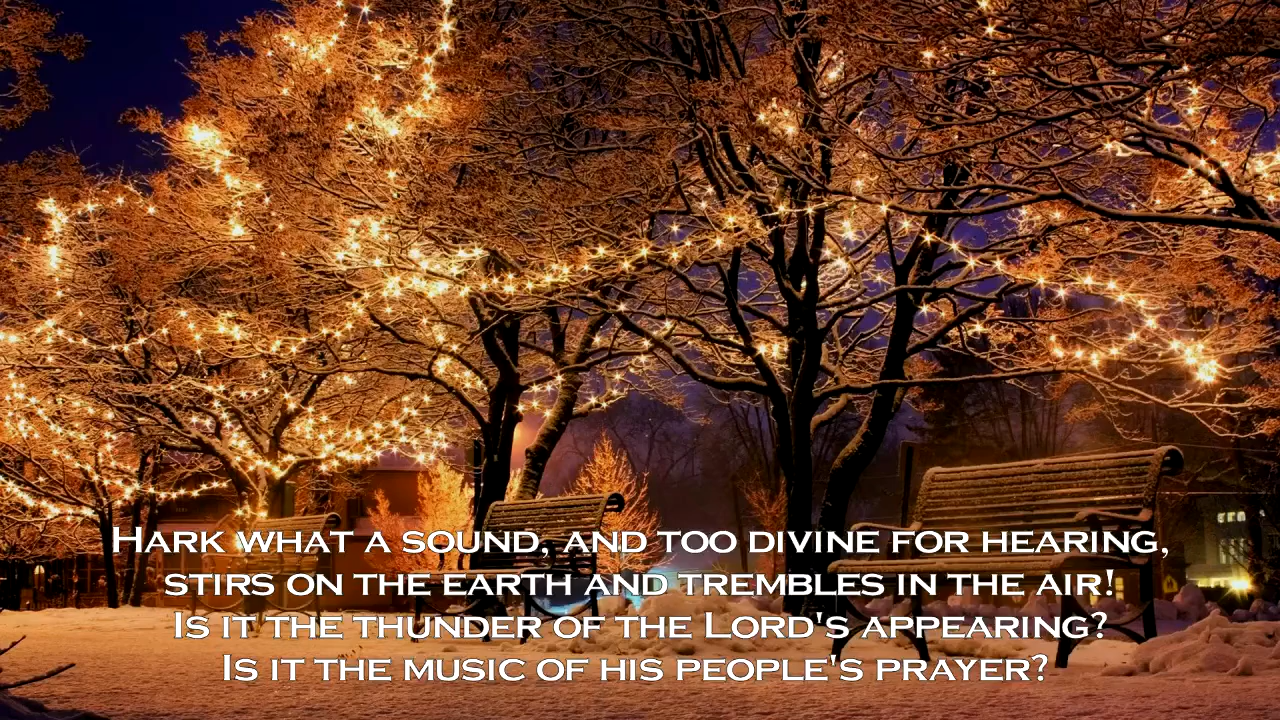 Hark what a sound, and too divine for hearing,
stirs on the earth and trembles in the air!
Is it the thunder of the Lord's appearing?
Is it the music of his people's prayer?